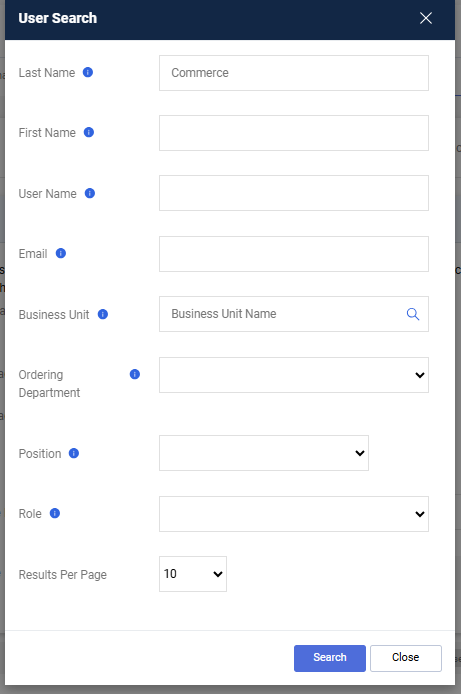 User Search
Last Name
Commerce
First Name
User Name
Email
Business Unit
Business Unit Name
Ordering
Department
Position
Role
Results Per Page
10
Search
Close